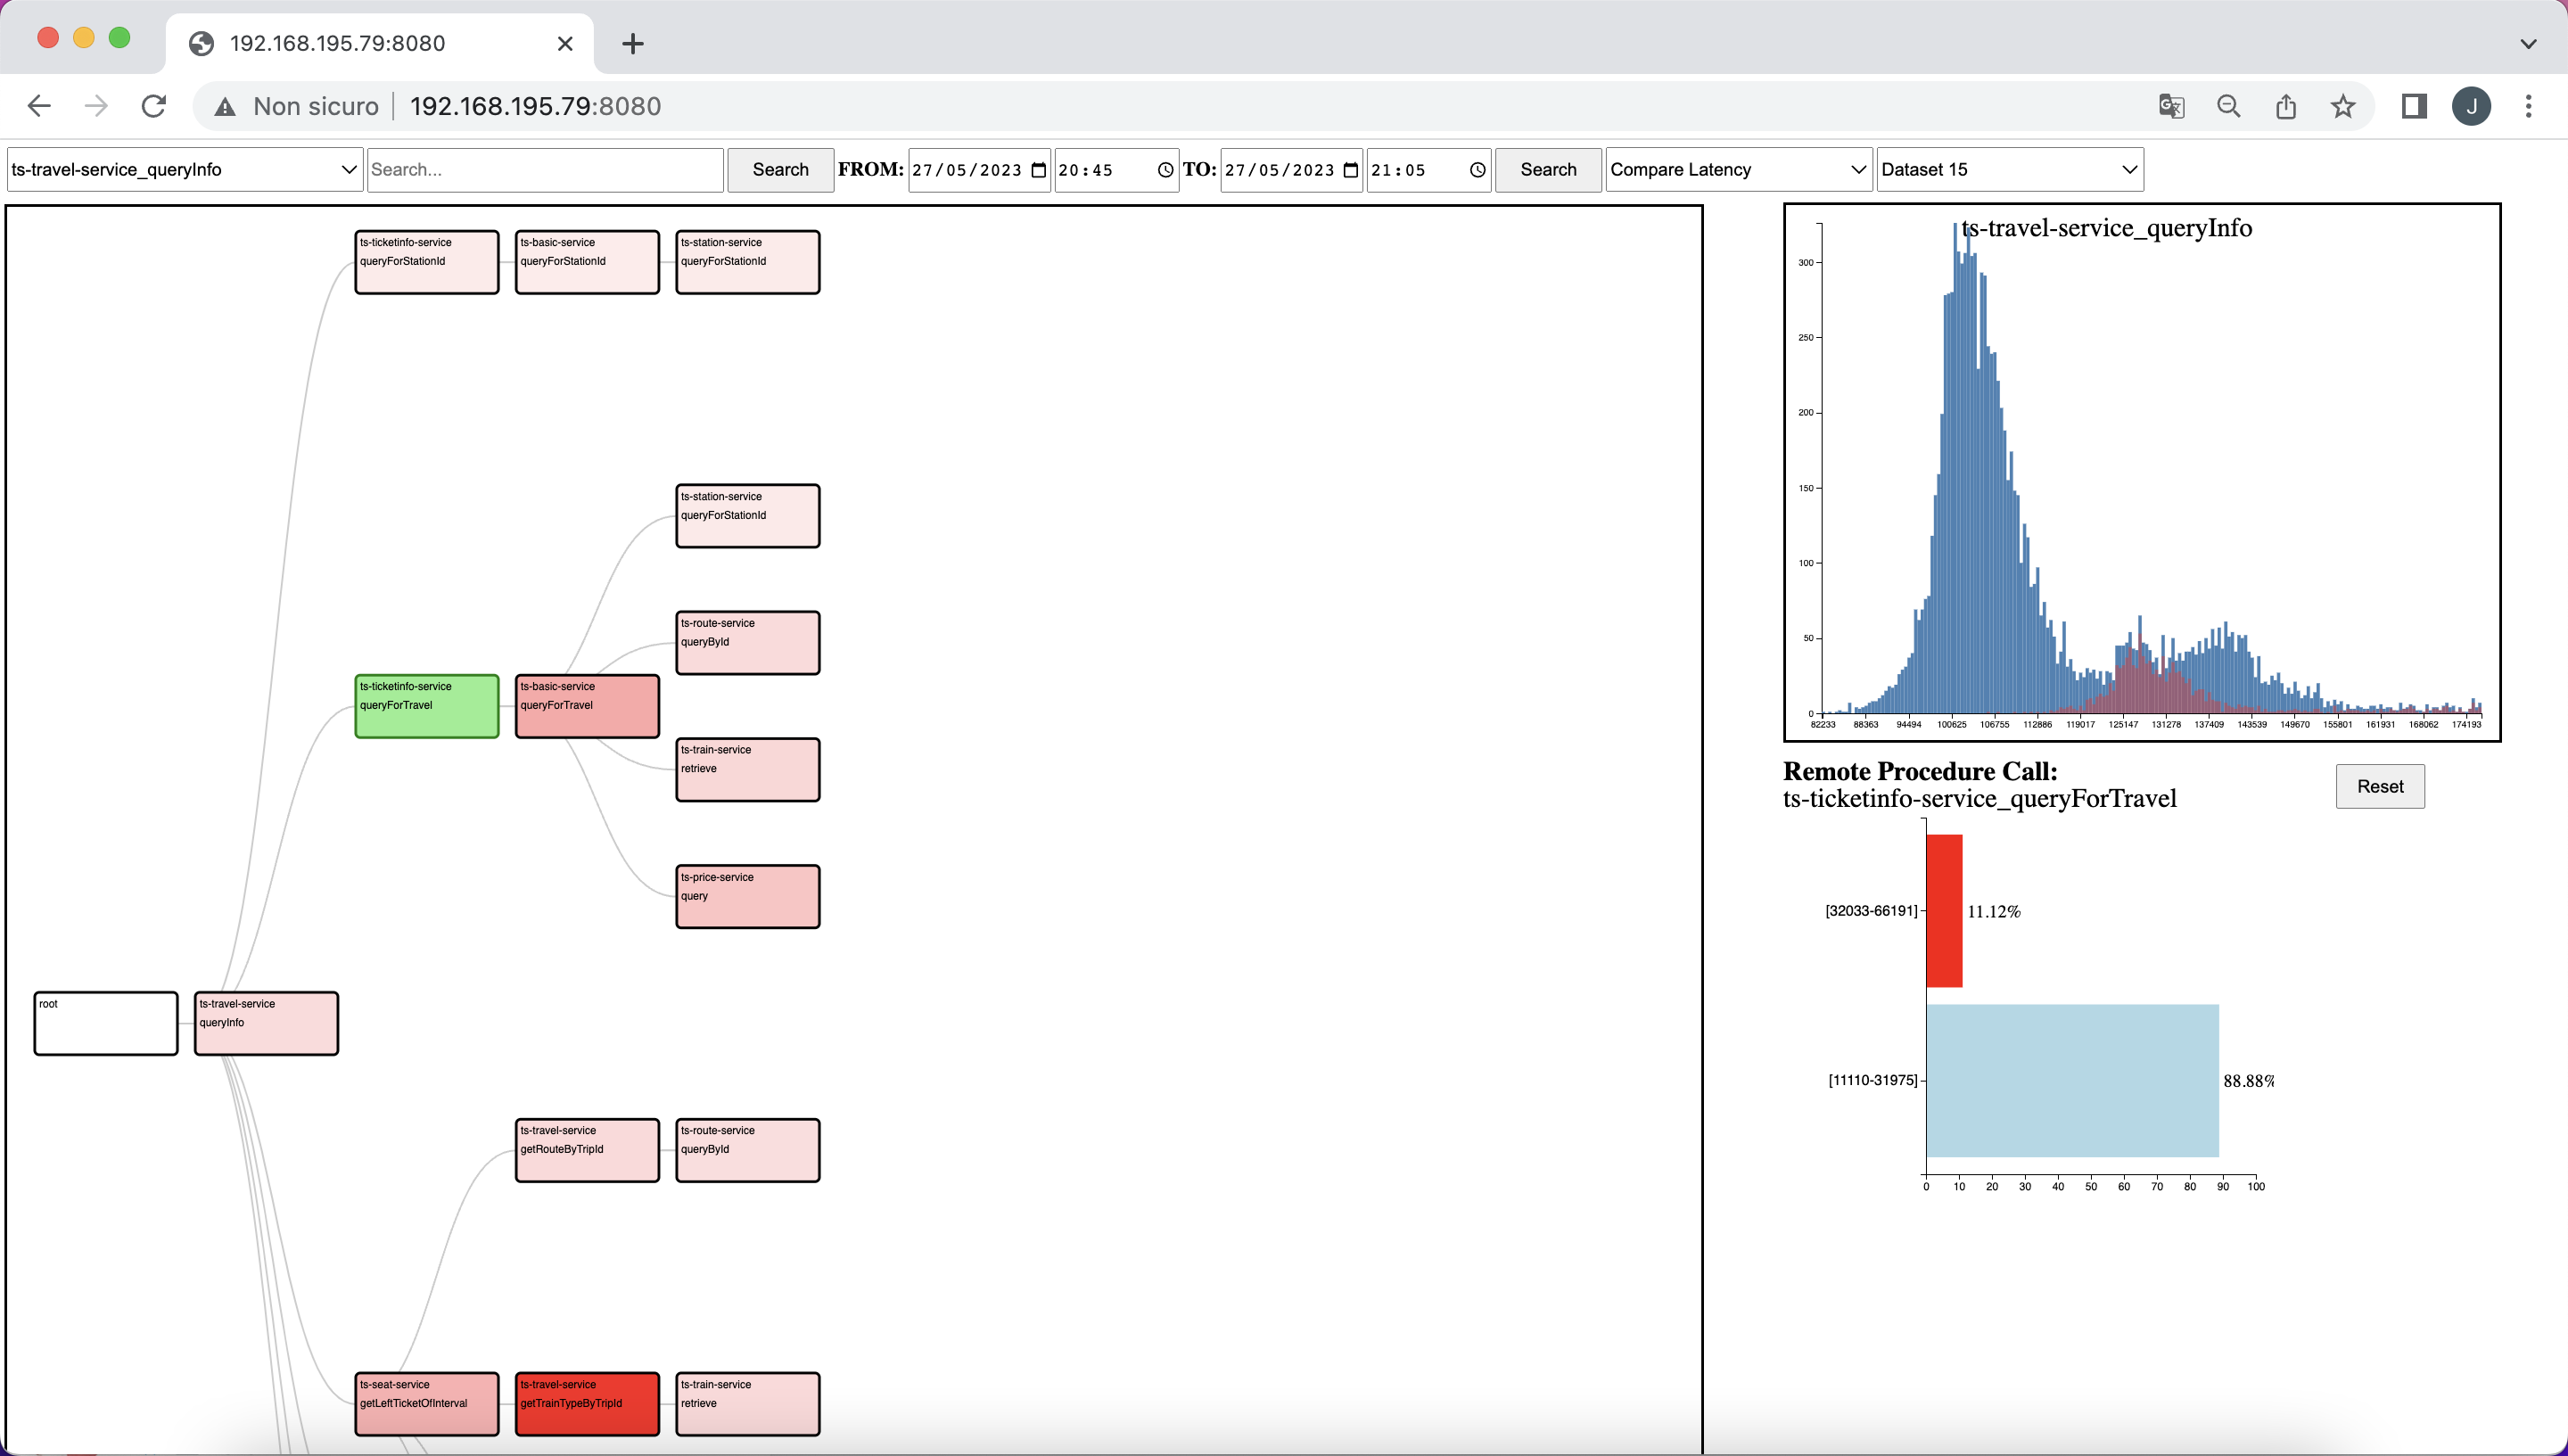 192.168.195.79:8080
Non sicuro 192.168.195.79:8080
J
ts-travel-service_queryInfo Search... Search FROM: 27/05/2023 20:45 TO: 27/05/2023 21:05 Search Compare Latency Dataset 15
ts-ticketinfo-service
queryForStationId
ts-basic-service
queryForStationId
ts-station-service
queryForStationId
ts-station-service
queryForStationId
ts-route-service
queryById
ts-ticketinfo-service
queryForTravel
ts-basic-service
queryForTravel
ts-train-service
retrieve
ts-price-service
query
root
ts-travel-service
queryInfo
ts-travel-service
getRouteByTripId
ts-route-service
queryById
ts-seat-service
getLeftTicketOfInterval
ts-travel-service
getTrainTypeByTripId
ts-train-service
retrieve
ts-travel-service_queryInfo
300
250
200
150
100
50
0
82233 88363 94494 100625 106755 112886 119017 125147 131278 137409 143539 149670 155801 161931 168062 174193
Remote Procedure Call:
ts-ticketinfo-service_queryForTravel
Reset
[32033-66191] 11.12%
[11110-31975] 88.88%
0 10 20 30 40 50 60 70 80 90 100